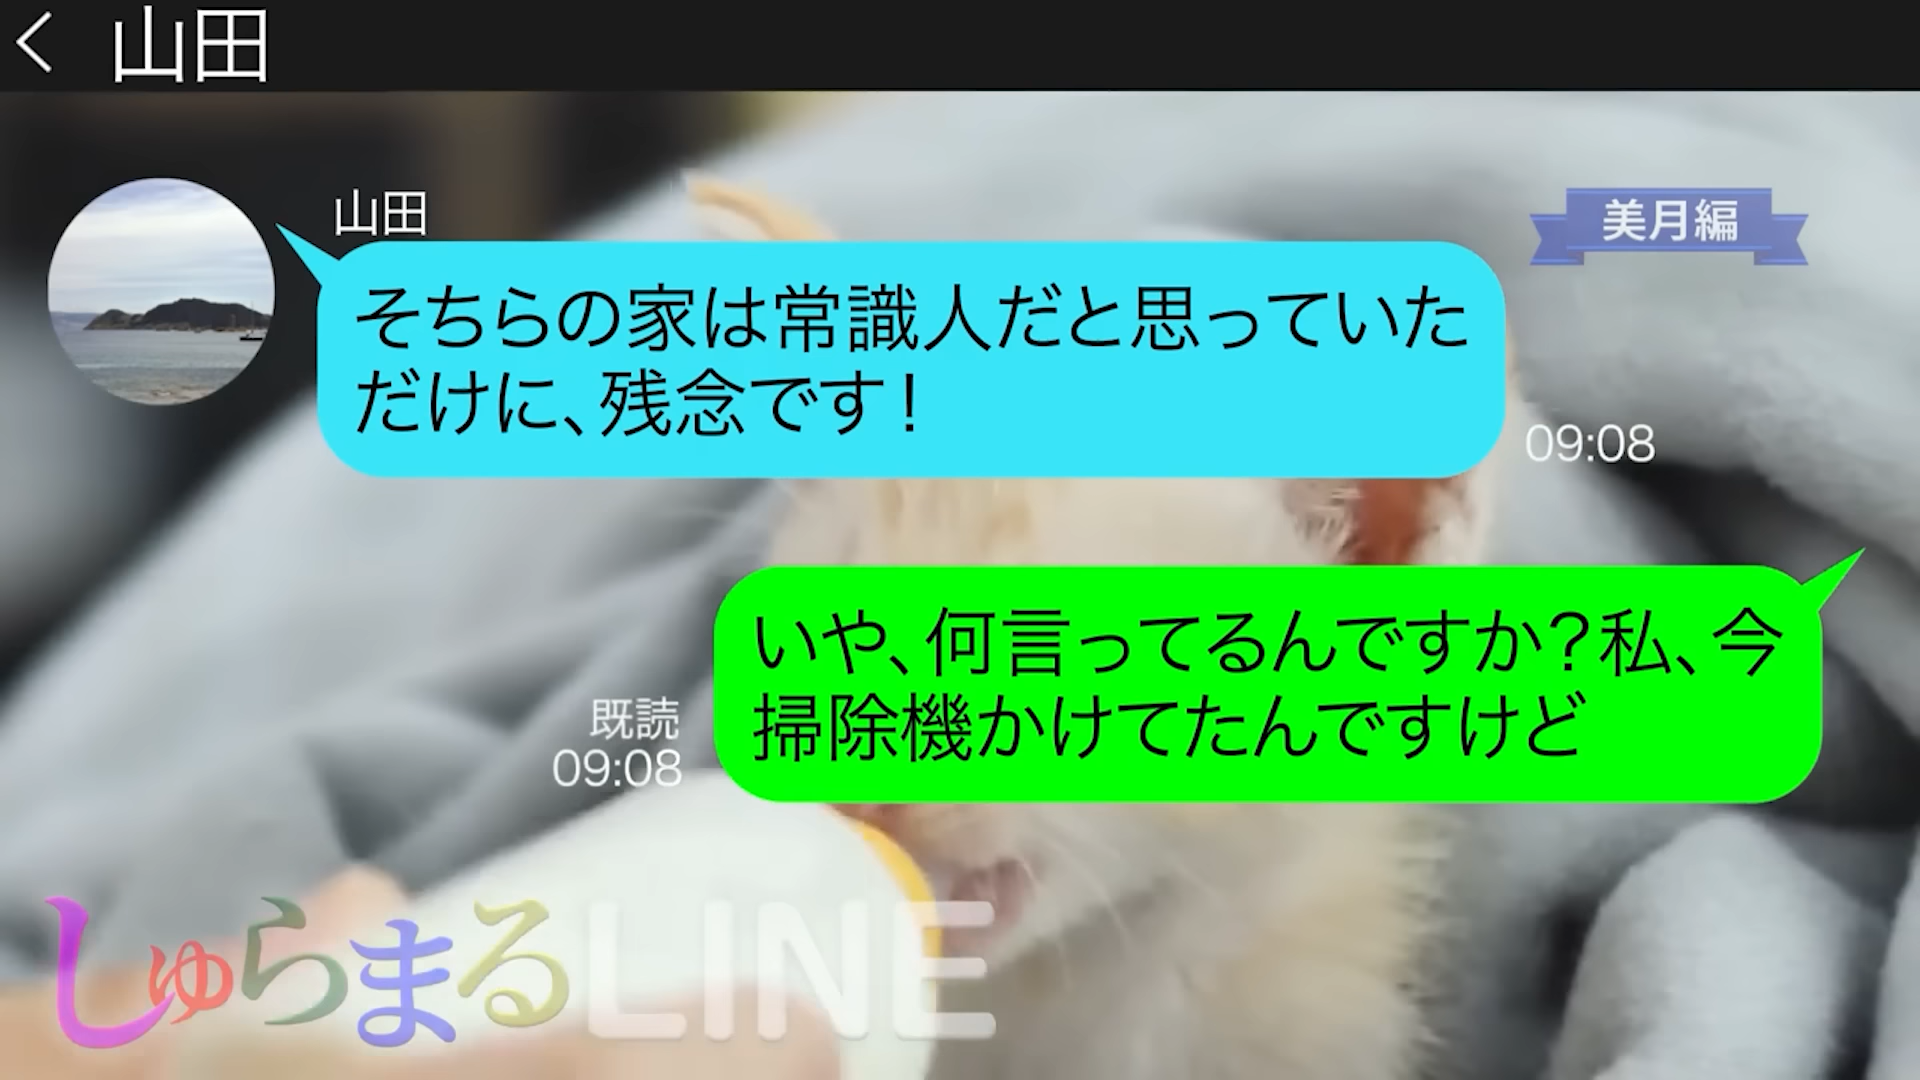 山田
山田
美月編
そちらの家は常識人だと思っていた
だけに、残念です！
09:08
いや、何言ってるんですか？私、今
掃除機かけてたんですけど
既読
09:08
しゅらまるLINE